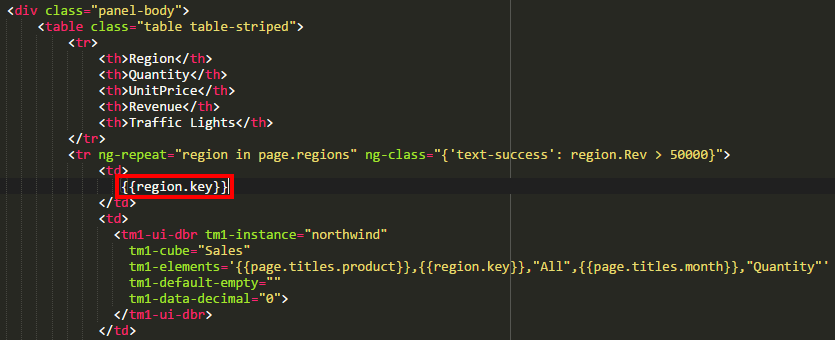 <div class="panel-body">
<table class="table table-striped">
<tr>
<th>Region</th>
<th>Quantity</th>
<th>UnitPrice</th>
<th>Revenue</th>
<th>Traffic Lights</th>
</tr>
<tr ng-repeat="region in page.regions" ng-class="{'text-success': region.Rev > 50000}">
<td>
{{region.key}}
</td>
<td>
<tm1-ui-dbr tm1-instance="northwind"
tm1-cube="Sales"
tm1-elements='{{page.titles.product}},{{region.key}},"All",{{page.titles.month}},"Quantity"'
tm1-default-empty=""
tm1-data-decimal="0">
</tm1-ui-dbr>
</td>